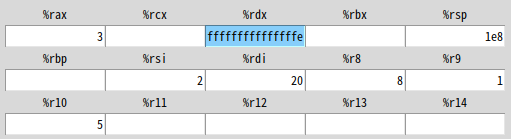 %rax %rcx %rdx %rbx %rsp
3 fffffffffffffffe 1e8
%rbp %rsi %rdi %r8 %r9
2 20 8 1
%r10 %r11 %r12 %r13 %r14
5